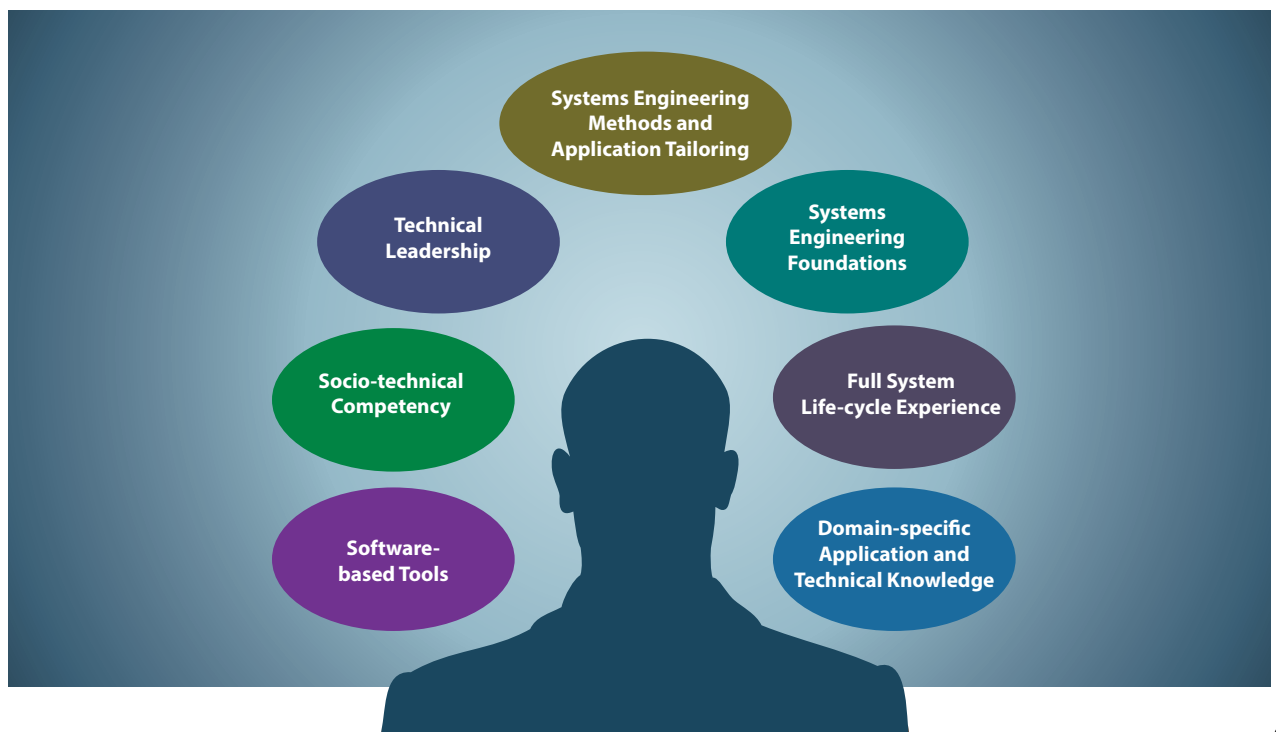 Systems Engineering
Methods and
Application Tailoring
Technical
Leadership
Systems
Engineering
Foundations
Socio-technical
Competency
Full System
Life-cycle Experience
Software-
based Tools
Domain-specific
Application and
Technical Knowledge